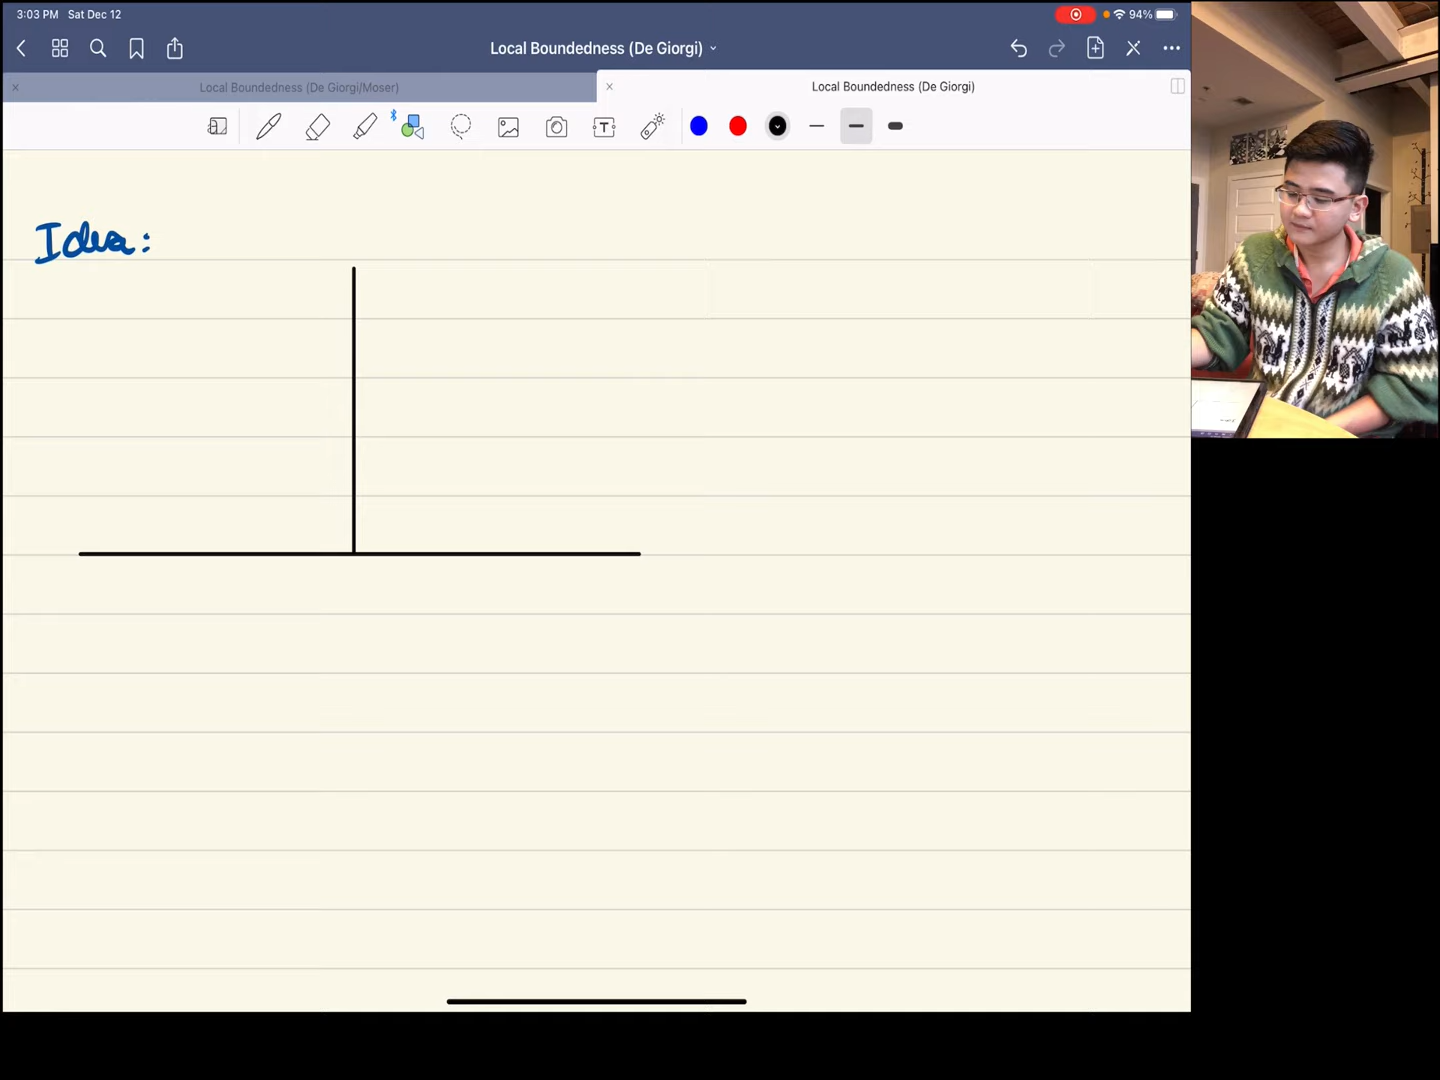 3:03 PM Sat Dec 12
94%
Local Boundedness (De Giorgi)
Local Boundedness (De Giorgi/Moser)
Local Boundedness (De Giorgi)
T
Idea: